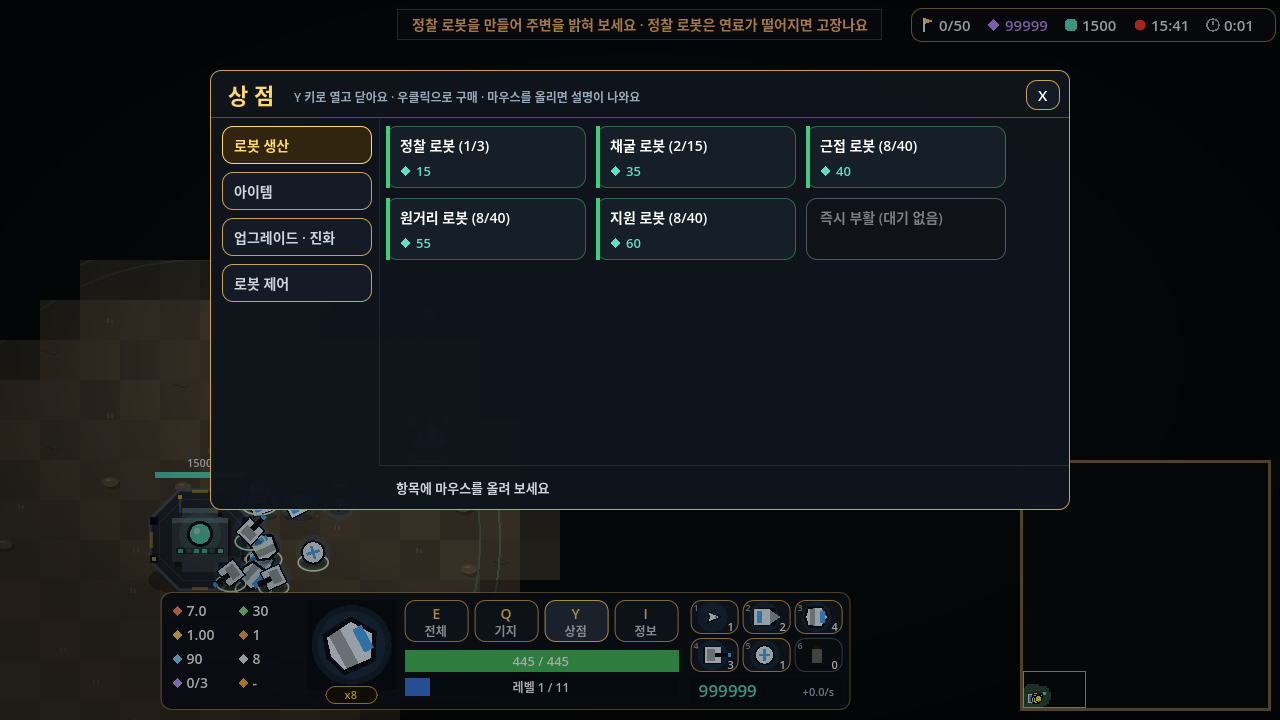 정찰 로봇을 만들어 주변을 밝혀 보세요 · 정찰 로봇은 연료가 떨어지면 고장나요
0/50 99999 1500 15:41 0:01
상 점 Y 키로 열고 닫아요 · 우클릭으로 구매 · 마우스를 올리면 설명이 나와요 X
로봇 생산
아이템
업그레이드 · 진화
로봇 제어
정찰 로봇 (1/3)
15
채굴 로봇 (2/15)
35
근접 로봇 (8/40)
40
원거리 로봇 (8/40)
55
지원 로봇 (8/40)
60
즉시 부활 (대기 없음)
항목에 마우스를 올려 보세요
1500
7.0 30
1.00 1
90 8
0/3 -
x8
E
전체
Q
기지
Y
상점
I
정보
445 / 445
레벨 1 / 11
1 1
2 2
3 4
4 3
5 1
6 0
999999 +0.0/s